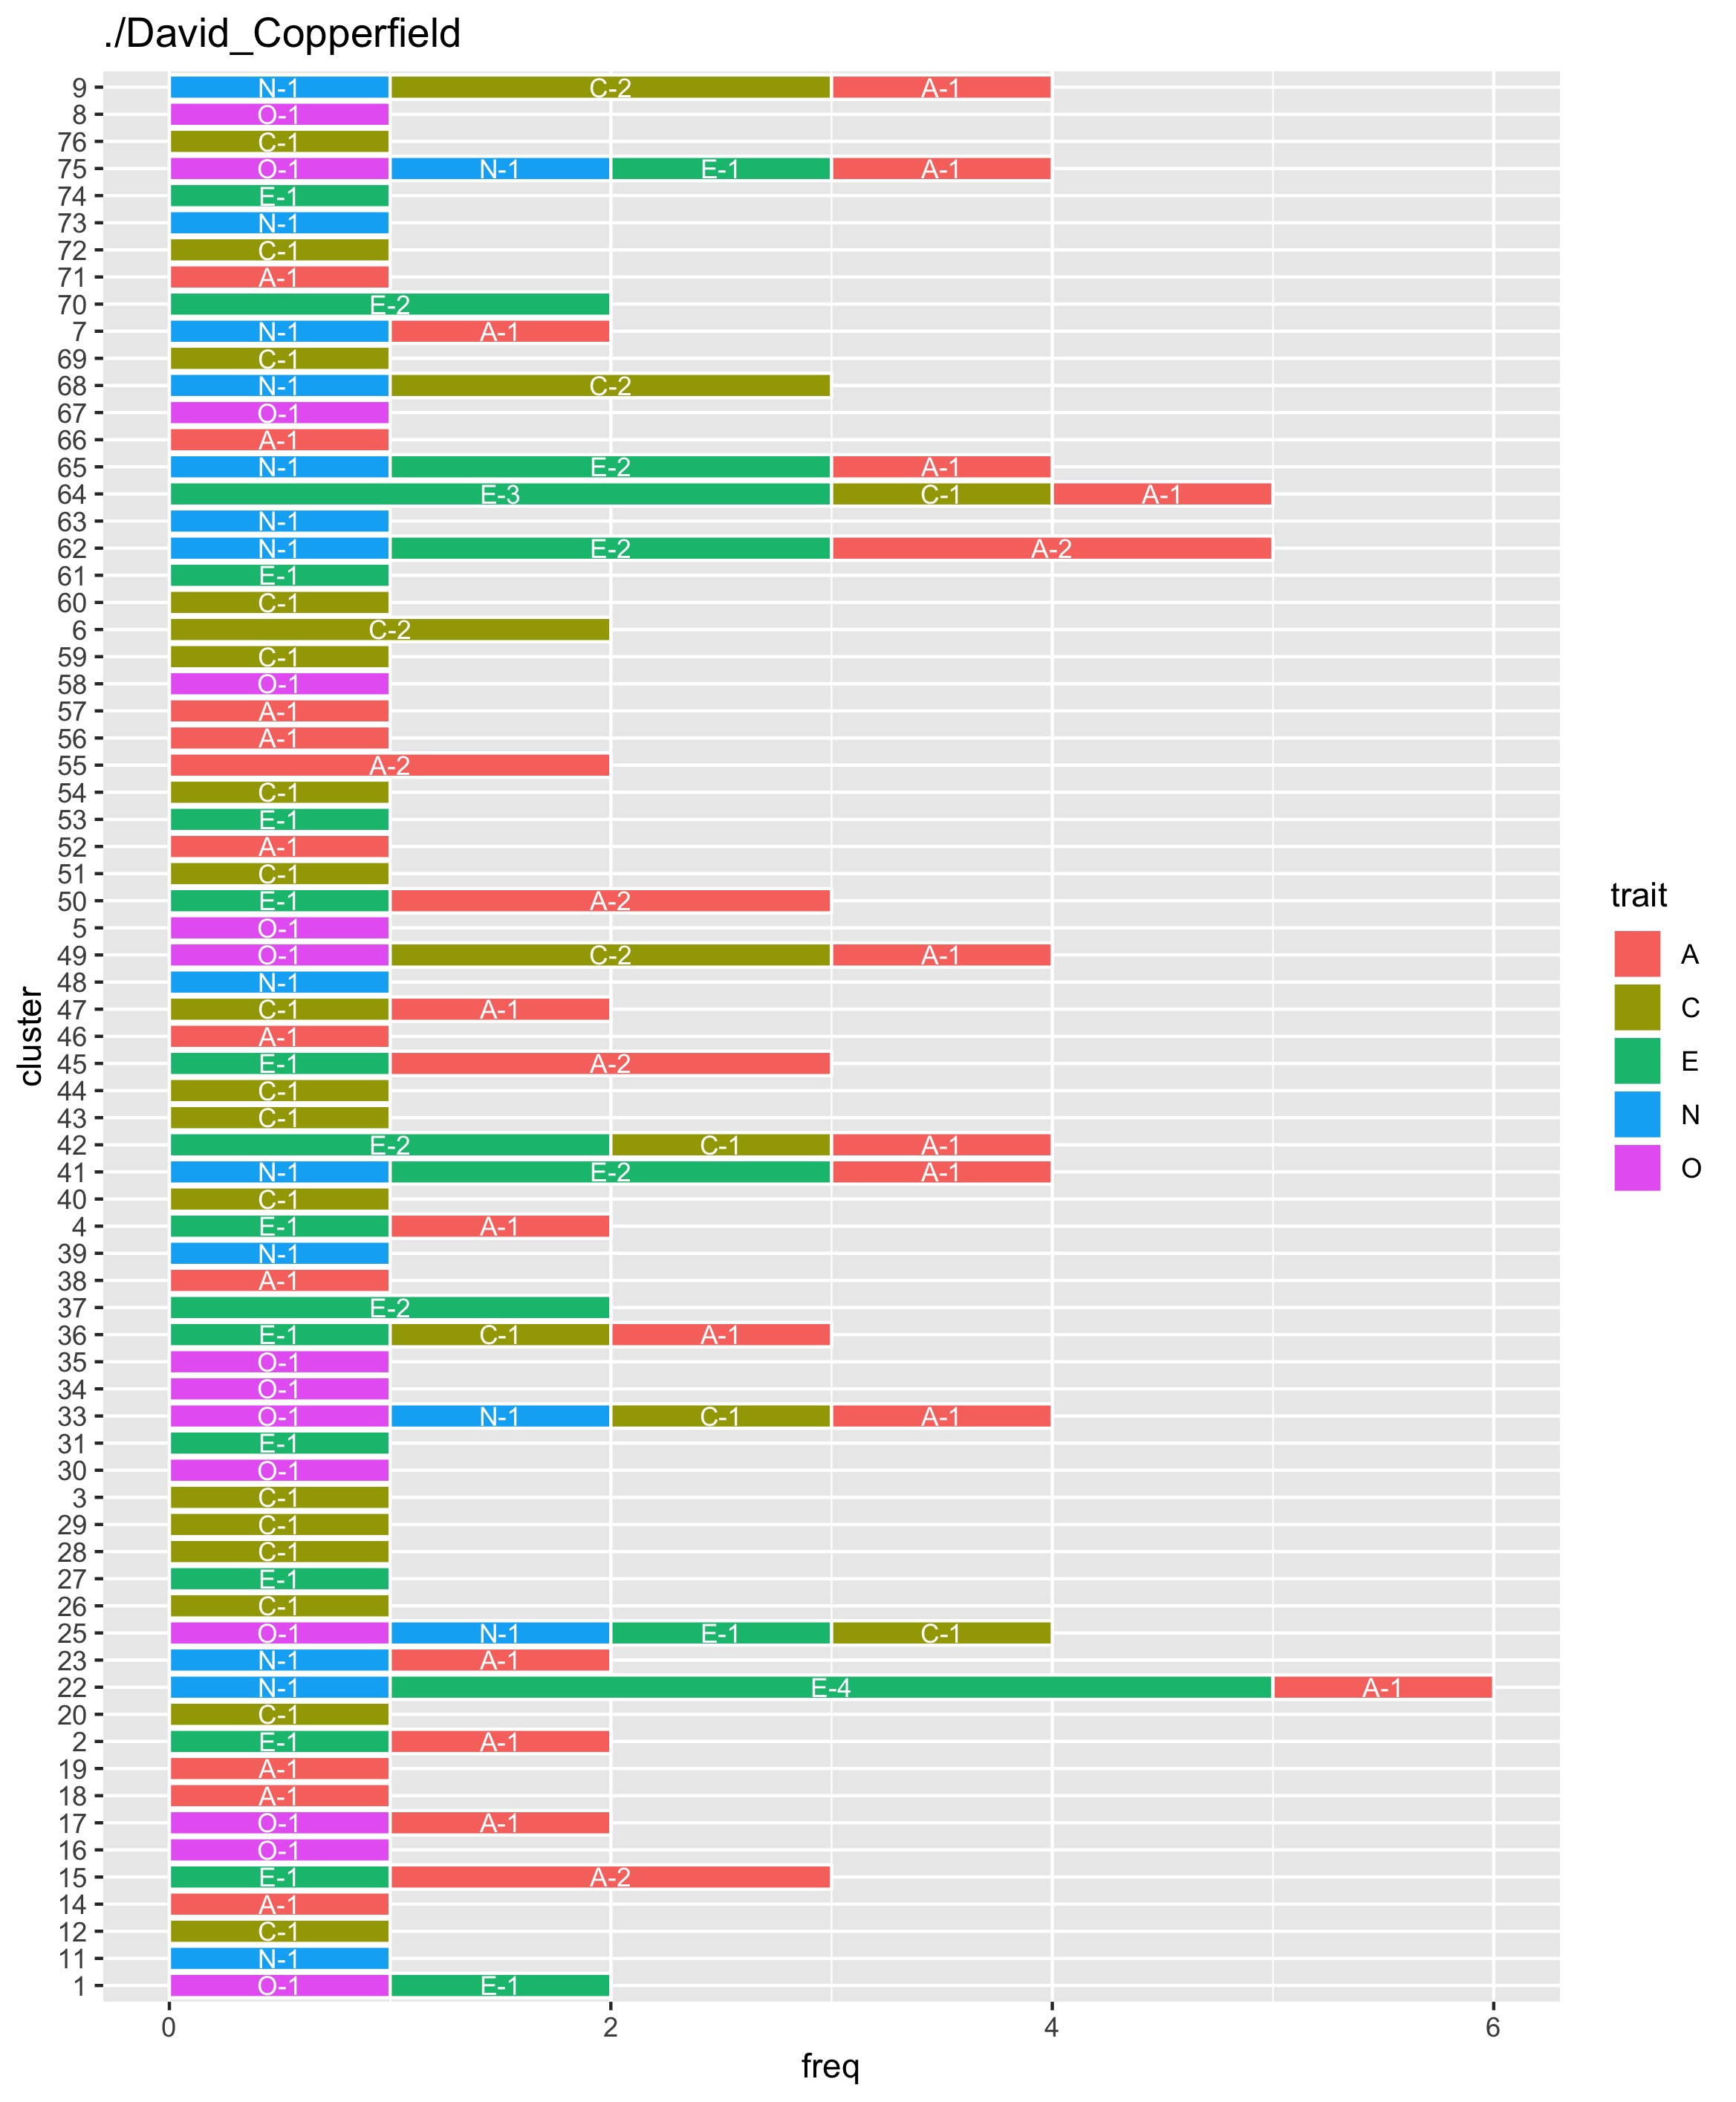 ./David_Copperfield
9 N-1 C-2 A-1
8 O-1
76 C-1
75 O-1 N-1 E-1 A-1
74 E-1
73 N-1
72 C-1
71 A-1
70 E-2
7 N-1 A-1
69 C-1
68 N-1 C-2
67 O-1
66 A-1
65 N-1 E-2 A-1
64 E-3 C-1 A-1
63 N-1
62 N-1 E-2 A-2
61 E-1
60 C-1
6 C-2
59 C-1
58 O-1
57 A-1
56 A-1
55 A-2
54 C-1
53 E-1
52 A-1
51 C-1
50 E-1 A-2
5 O-1
49 O-1 C-2 A-1
48 N-1
47 C-1 A-1
46 A-1
45 E-1 A-2
44 C-1
43 C-1
42 E-2 C-1 A-1
41 N-1 E-2 A-1
40 C-1
4 E-1 A-1
39 N-1
38 A-1
37 E-2
36 E-1 C-1 A-1
35 O-1
34 O-1
33 O-1 N-1 C-1 A-1
31 E-1
30 O-1
3 C-1
29 C-1
28 C-1
27 E-1
26 C-1
25 O-1 N-1 E-1 C-1
23 N-1 A-1
22 N-1 E-4 A-1
20 C-1
2 E-1 A-1
19 A-1
18 A-1
17 O-1 A-1
16 O-1
15 E-1 A-2
14 A-1
12 C-1
11 N-1
1 O-1 E-1
0 2 4 6
freq
cluster
trait
A
C
E
N
O